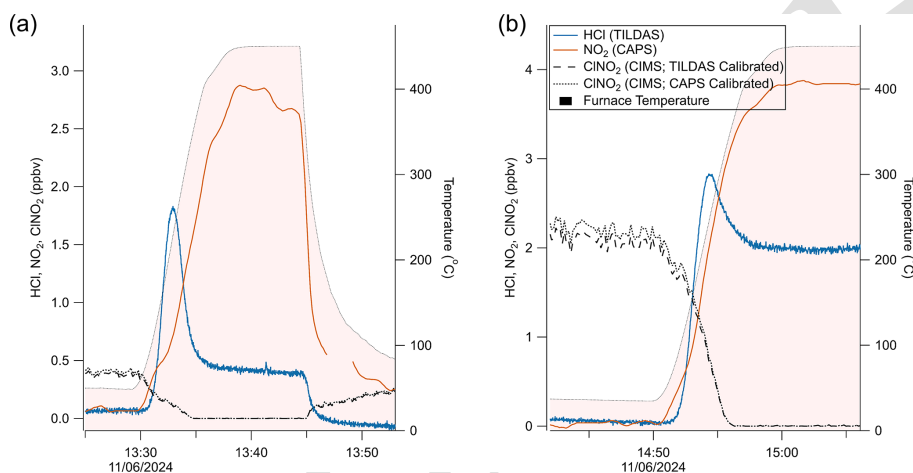 (a)
3.0
2.5
2.0
1.5
1.0
0.5
0.0
HCl, NO₂, ClNO₂ (ppbv)
400
300
200
100
0
Temperature (°C)
13:30
13:40
13:50
11/06/2024
(b)
HCl (TILDAS)
NO₂ (CAPS)
ClNO₂ (CIMS; TILDAS Calibrated)
ClNO₂ (CIMS; CAPS Calibrated)
Furnace Temperature
4
3
2
1
0
HCl, NO₂, ClNO₂ (ppbv)
400
300
200
100
0
Temperature (°C)
14:50
15:00
11/06/2024